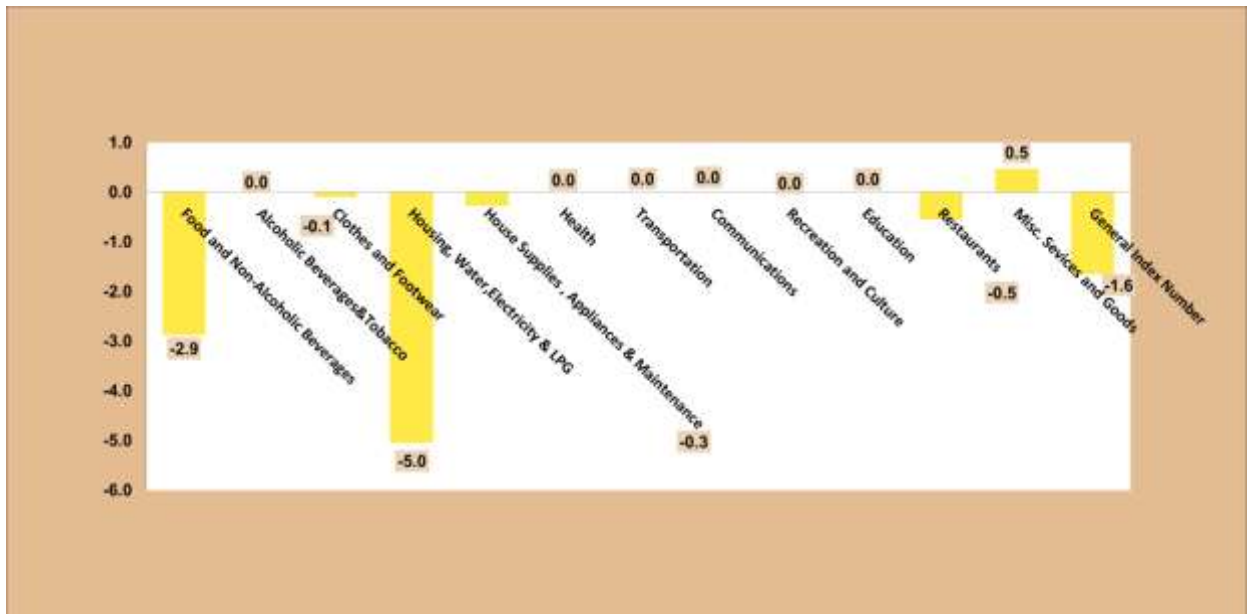 1.0
0.0
-1.0
-2.0
-3.0
-4.0
-5.0
-6.0
-2.9
0.0
-0.1
-5.0
-0.3
0.0
0.0
0.0
0.0
0.0
-0.5
0.5
-1.6
Food and Non-Alcoholic Beverages
Alcoholic Beverages&Tobacco
Clothes and Footwear
Housing, Water,Electricity & LPG
House Supplies , Appliances & Maintenance
Health
Transportation
Communications
Recreation and Culture
Education
Restaurants
Misc. Sevices and Goods
General Index Number